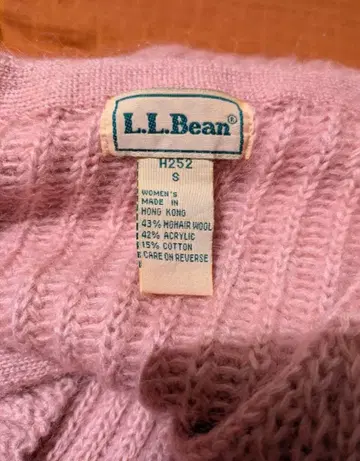 L.L.Bean®
H252
S
WOMEN'S
MADE IN
HONG KONG
43% MOHAIR WOOL
42% ACRYLIC
15% COTTON
CARE ON REVERSE